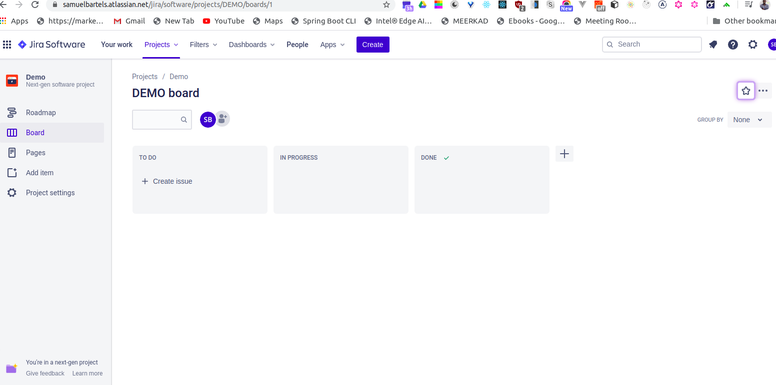 samuelbartels.atlassian.net/jira/software/projects/DEMO/boards/1
Apps https://marke... Gmail New Tab YouTube Maps Spring Boot CLI Intel® Edge AI... MEERKAD Ebooks - Goog... Meeting Roo... Other bookmar
Jira Software Your work Projects Filters Dashboards People Apps Create Search
Demo
Next-gen software project
Roadmap
Board
Pages
Add item
Project settings
You're in a next-gen project
Give feedback Learn more
Projects / Demo
DEMO board
SB
GROUP BY None
TO DO IN PROGRESS DONE
Create issue